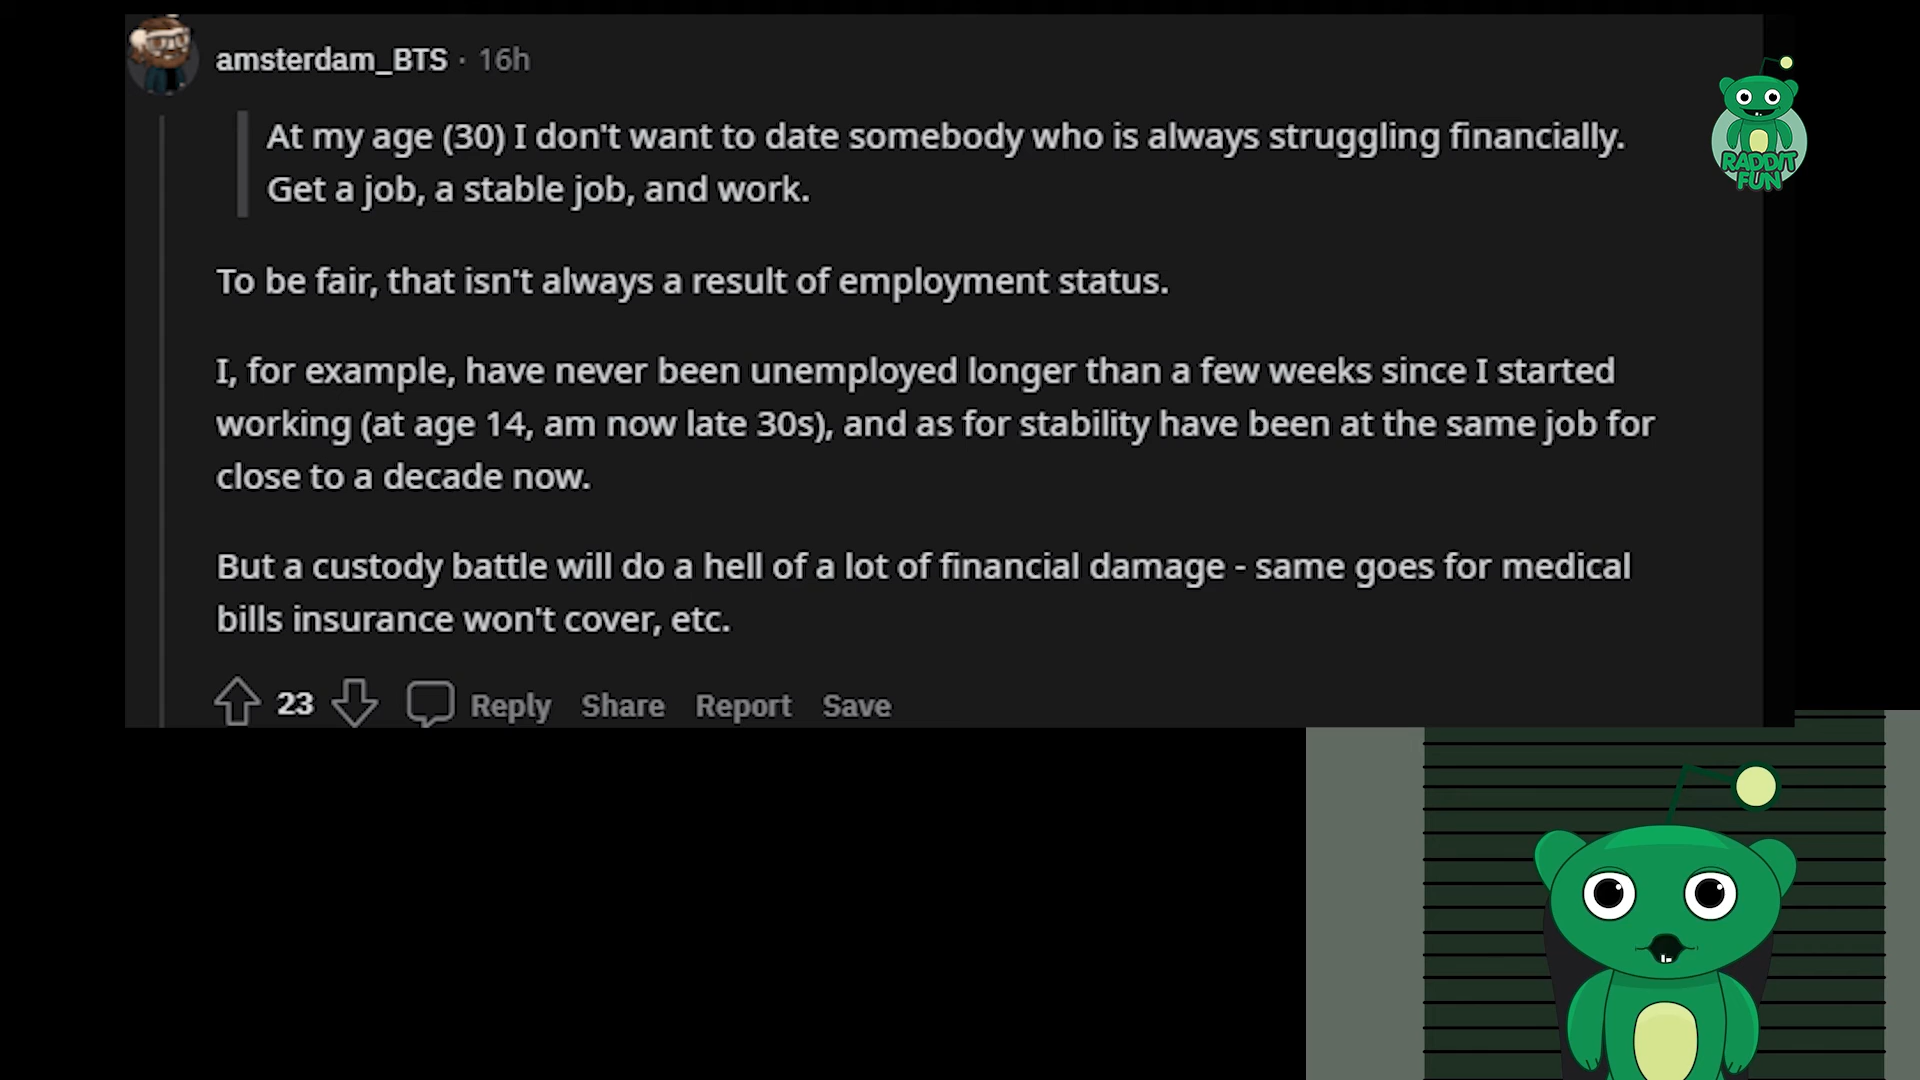 amsterdam_BTS · 16h
At my age (30) I don't want to date somebody who is always struggling financially.
Get a job, a stable job, and work.
To be fair, that isn't always a result of employment status.
I, for example, have never been unemployed longer than a few weeks since I started
working (at age 14, am now late 30s), and as for stability have been at the same job for
close to a decade now.
But a custody battle will do a hell of a lot of financial damage - same goes for medical
bills insurance won't cover, etc.
23 Reply Share Report Save
RADDIT
FUN